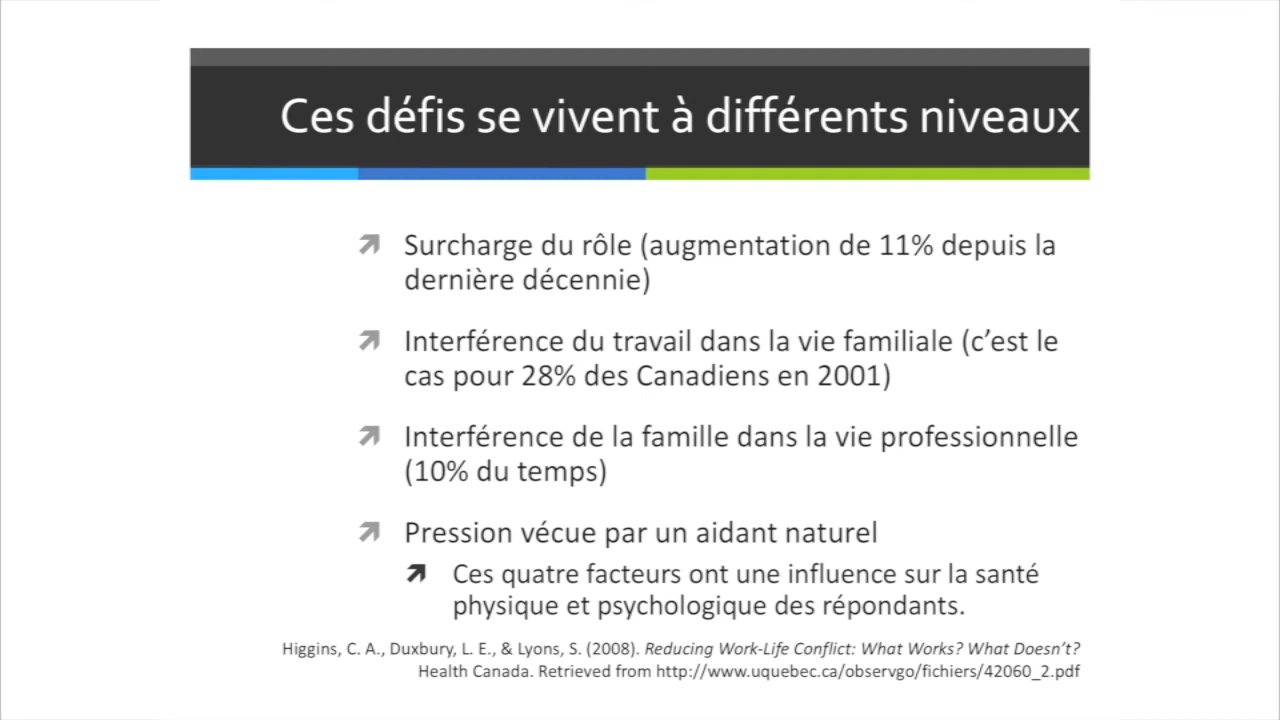 Ces défis se vivent à différents niveaux
Surcharge du rôle (augmentation de 11% depuis la
dernière décennie)
Interférence du travail dans la vie familiale (c’est le
cas pour 28% des Canadiens en 2001)
Interférence de la famille dans la vie professionnelle
(10% du temps)
Pression vécue par un aidant naturel
Ces quatre facteurs ont une influence sur la santé
physique et psychologique des répondants.
Higgins, C. A., Duxbury, L. E., & Lyons, S. (2008). Reducing Work-Life Conflict: What Works? What Doesn’t?
Health Canada. Retrieved from http://www.uquebec.ca/observgo/fichiers/42060_2.pdf